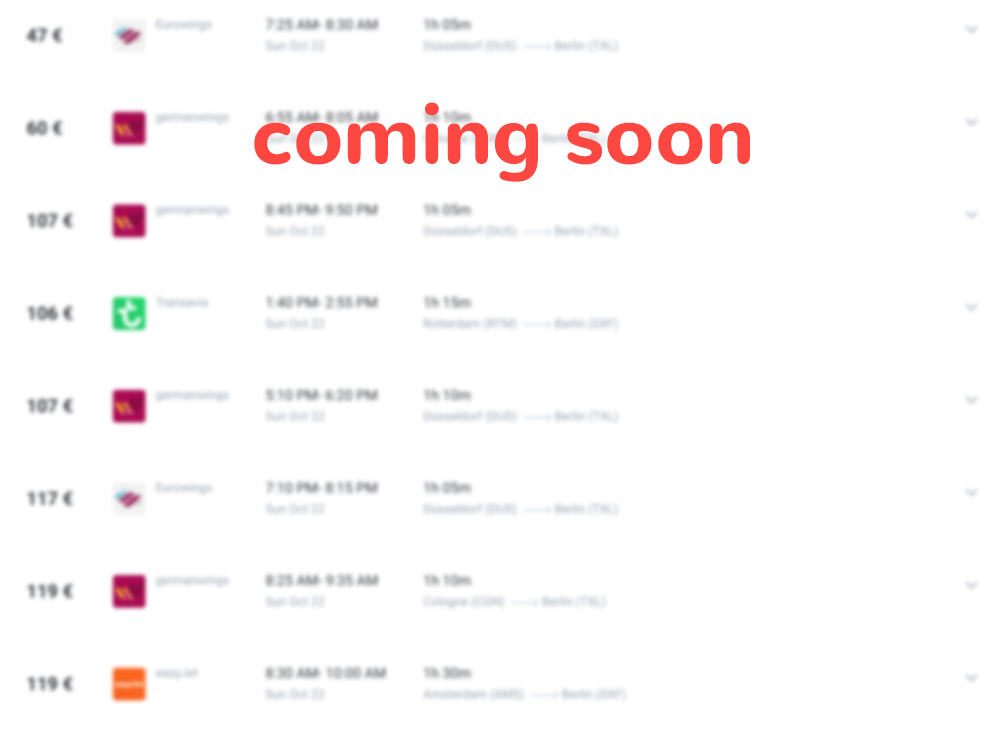 47 €
Eurowings
7:25 AM- 8:30 AM
1h 05m
Sun Oct 22
Düsseldorf (DUS) → Berlin (TXL)
60 €
germanwings
6:55 AM- 8:05 AM
1h 10m
coming soon
107 €
germanwings
8:45 PM- 9:50 PM
1h 05m
Sun Oct 22
Düsseldorf (DUS) → Berlin (TXL)
106 €
Transavia
1:40 PM- 2:55 PM
1h 15m
Sun Oct 22
Rotterdam (RTM) → Berlin (SXF)
107 €
germanwings
5:10 PM- 6:20 PM
1h 10m
Sun Oct 22
Düsseldorf (DUS) → Berlin (TXL)
117 €
Eurowings
7:10 PM- 8:15 PM
1h 05m
Sun Oct 22
Düsseldorf (DUS) → Berlin (TXL)
119 €
germanwings
8:25 AM- 9:35 AM
1h 10m
Sun Oct 22
Cologne (CGN) → Berlin (TXL)
119 €
easyJet
8:30 AM- 10:00 AM
1h 30m
Sun Oct 22
Amsterdam (AMS) → Berlin (SXF)